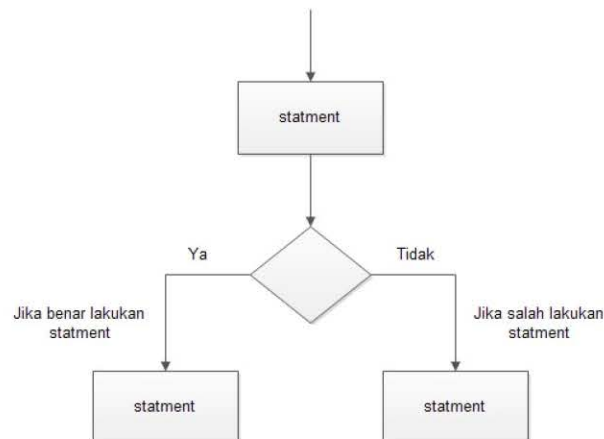 statment
Ya
Tidak
Jika benar lakukan
statment
Jika salah lakukan
statment
statment
statment